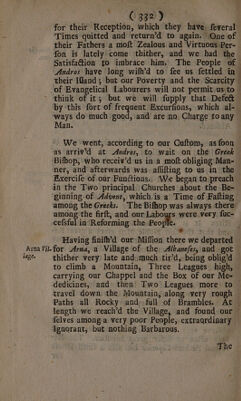 ( 332 )
for their Reception, which they have ſeveral
Times quitted and return'd to again. One of
their Fathers a moſt Zealous and Virtuous Per-
ſon is lately come thither, and we had the
Satisfaction to imbrace him. The People of
Andros have long wiſh'd to ſee us ſettled in
their Iſland; but our Poverty and the Scarcity
of Evangelical Labourers will not permit us to
think of it; but we will ſupply that Defect
by this ſort of frequent Excurſions, which al-
ways do much good, and are no Charge to any
Man.
We went, according to our Cuſtom, as ſoon
as arriv'd at Andros, to wait on the Greek
Biſhop, who receiv'd us in a moſt obliging Man-
ner, and afterwards was aſſiſting to us in the
Exerciſe of our Functions. We began to preach
in the Two principal Churches about the Be-
ginning of Advent, which is a Time of Faſting
among the Greeks. The Biſhop was always there
among the firſt, and our Labours were very ſuc-
ceſsful in Reforming the People.
Having finiſh'd our Miſſion there we departed
Arna Vil-
lage.
for Arna, a Village of the Albaneſes, and got
thither very late and much tir'd, being oblig'd
to climb a Mountain, Three Leagues high,
carrying our Chappel and the Box of our Me-
dedicines, and then Two Leagues more to
travel down the Mountain, along very rough
Paths all Rocky and full of Brambles. At
length we reach'd the Village, and found our
ſelves among a very poor People, extraordinary
Ignorant, but nothing Barbarous.
The